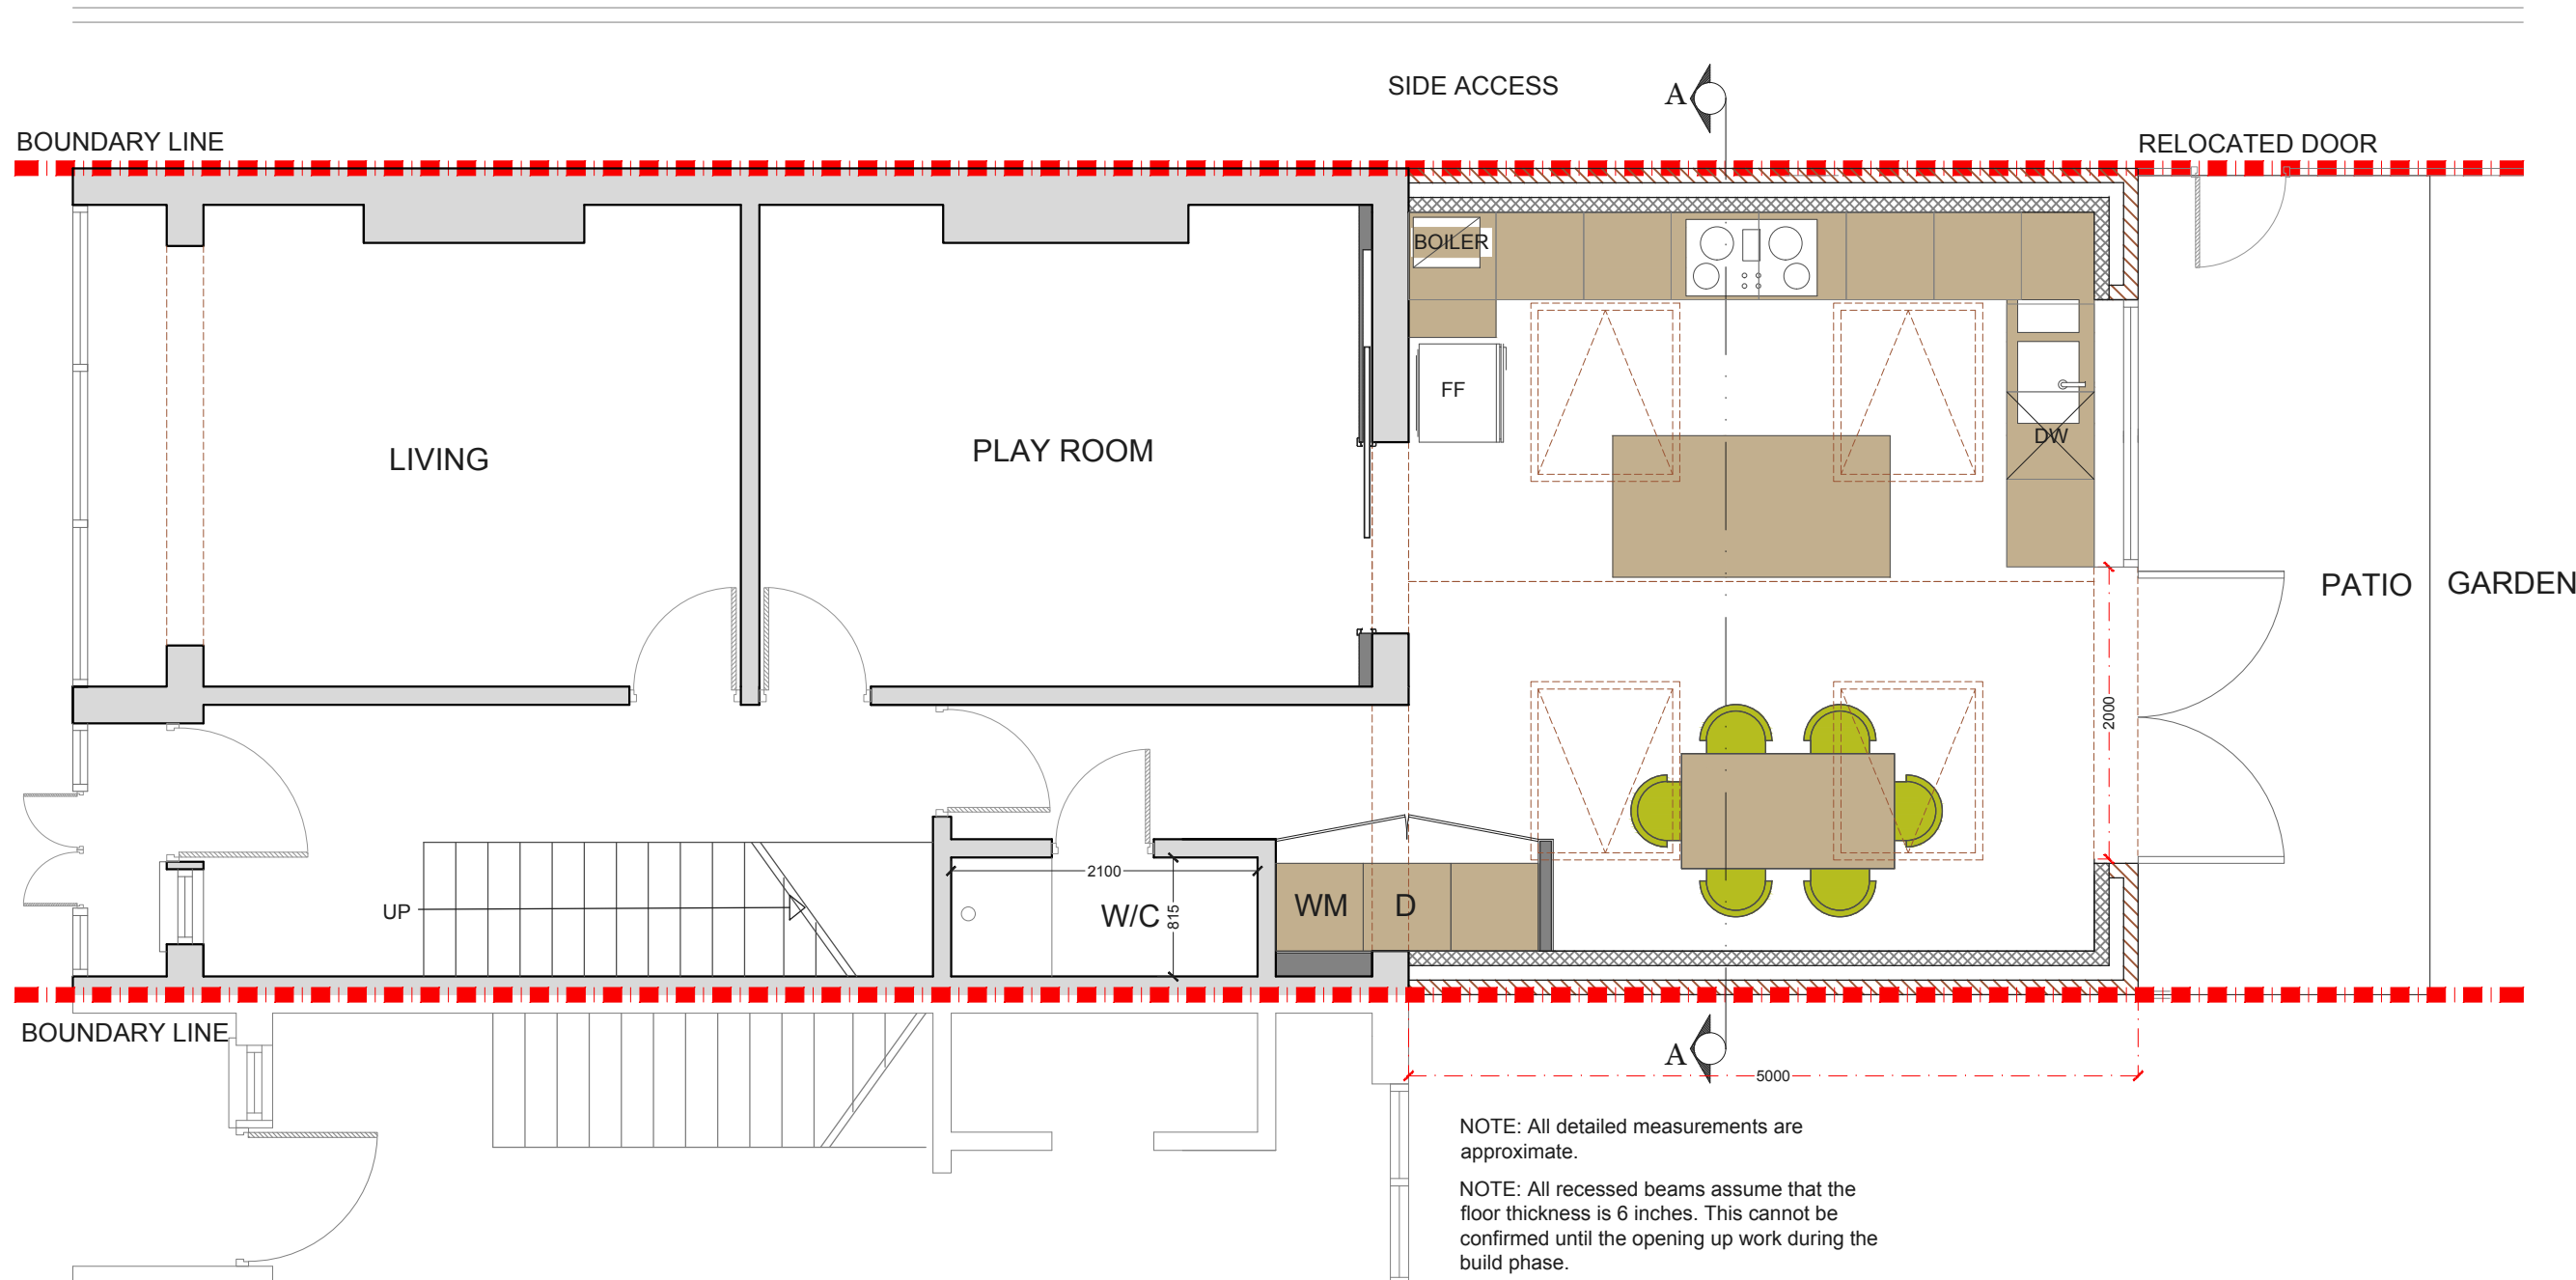 SIDE ACCESS
A
BOUNDARY LINE
RELOCATED DOOR
BOILER
FF
LIVING
PLAY ROOM
DW
PATIO
GARDEN
2000
2100
UP
W/C
815
WM
D
BOUNDARY LINE
A
5000
NOTE: All detailed measurements are
approximate.
NOTE: All recessed beams assume that the
floor thickness is 6 inches. This cannot be
confirmed until the opening up work during the
build phase.